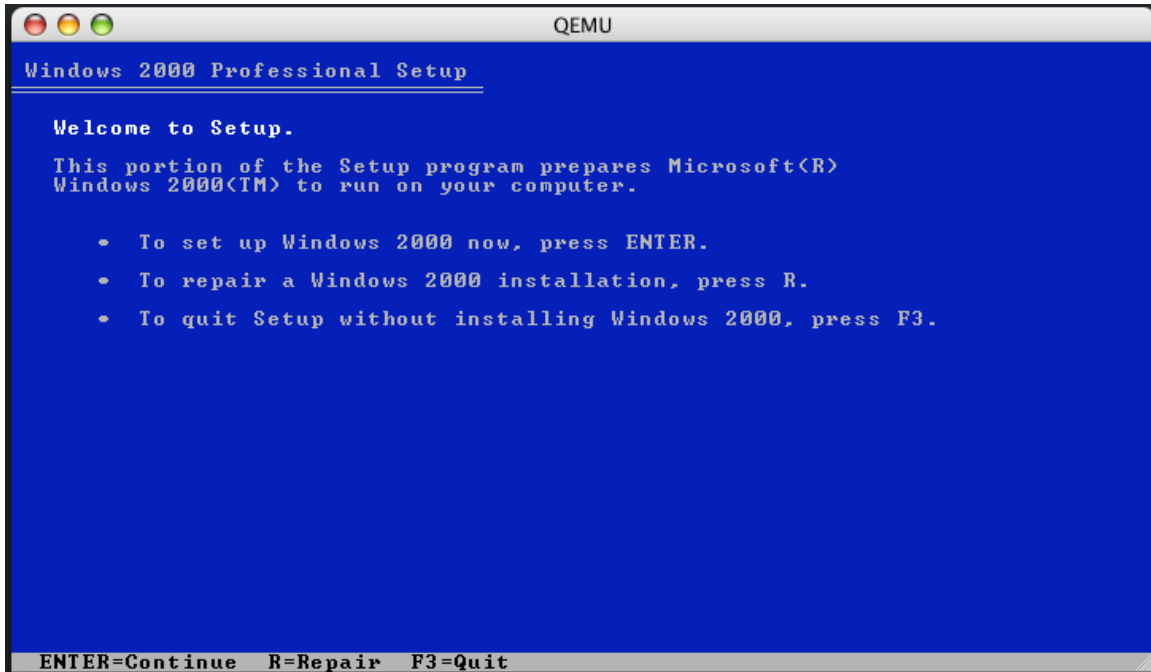 QEMU
Windows 2000 Professional Setup
Welcome to Setup.
This portion of the Setup program prepares Microsoft(R)
Windows 2000(TM) to run on your computer.
• To set up Windows 2000 now, press ENTER.
• To repair a Windows 2000 installation, press R.
• To quit Setup without installing Windows 2000, press F3.
ENTER=Continue R=Repair F3=Quit